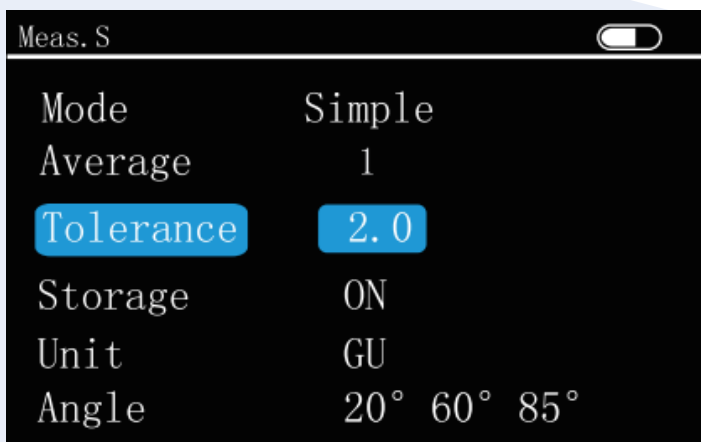 Meas.S
Mode Simple
Average 1
Tolerance 2.0
Storage ON
Unit GU
Angle 20° 60° 85°